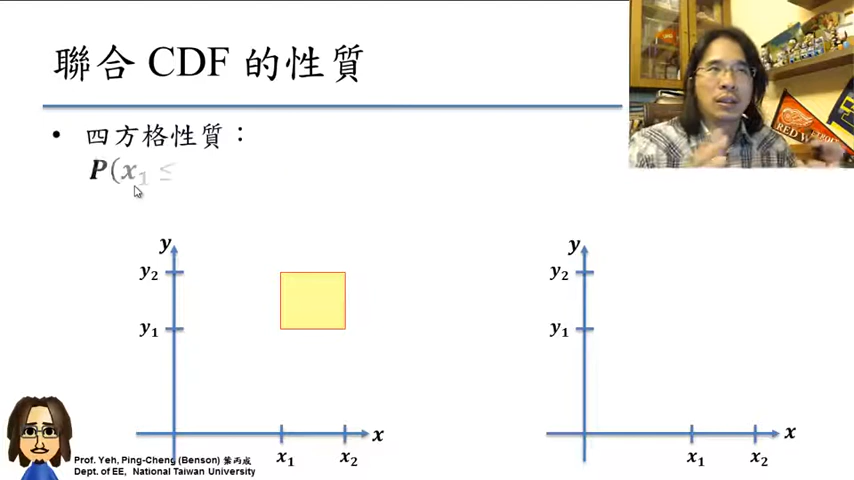 聯合 CDF 的性質
• 四方格性質：
P(x₁ ≤
RED W
y
y₂
y₁
x₁
x₂
x
y
y₂
y₁
x₁
x₂
x
Prof. Yeh, Ping-Cheng (Benson) 葉丙成
Dept. of EE, National Taiwan University